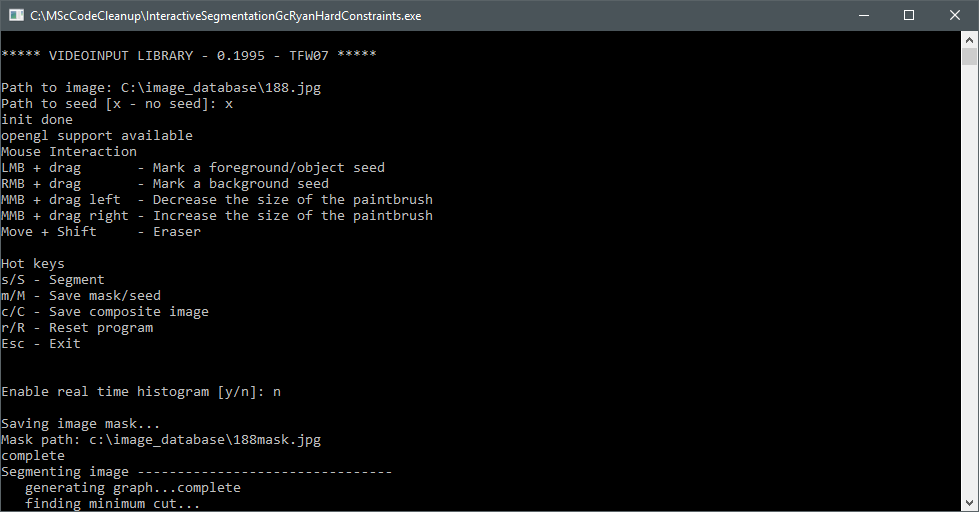 C:\MScCodeCleanup\InteractiveSegmentationGcRyanHardConstraints.exe
***** VIDEOINPUT LIBRARY - 0.1995 - TFW07 *****
Path to image: C:\image_database\188.jpg
Path to seed [x - no seed]: x
init done
opengl support available
Mouse Interaction
LMB + drag       - Mark a foreground/object seed
RMB + drag       - Mark a background seed
MMB + drag left  - Decrease the size of the paintbrush
MMB + drag right - Increase the size of the paintbrush
Move + Shift     - Eraser
Hot keys
s/S - Segment
m/M - Save mask/seed
c/C - Save composite image
r/R - Reset program
Esc - Exit
Enable real time histogram [y/n]: n
Saving image mask...
Mask path: c:\image_database\188mask.jpg
complete
Segmenting image --------------------------------
   generating graph...complete
   finding minimum cut...